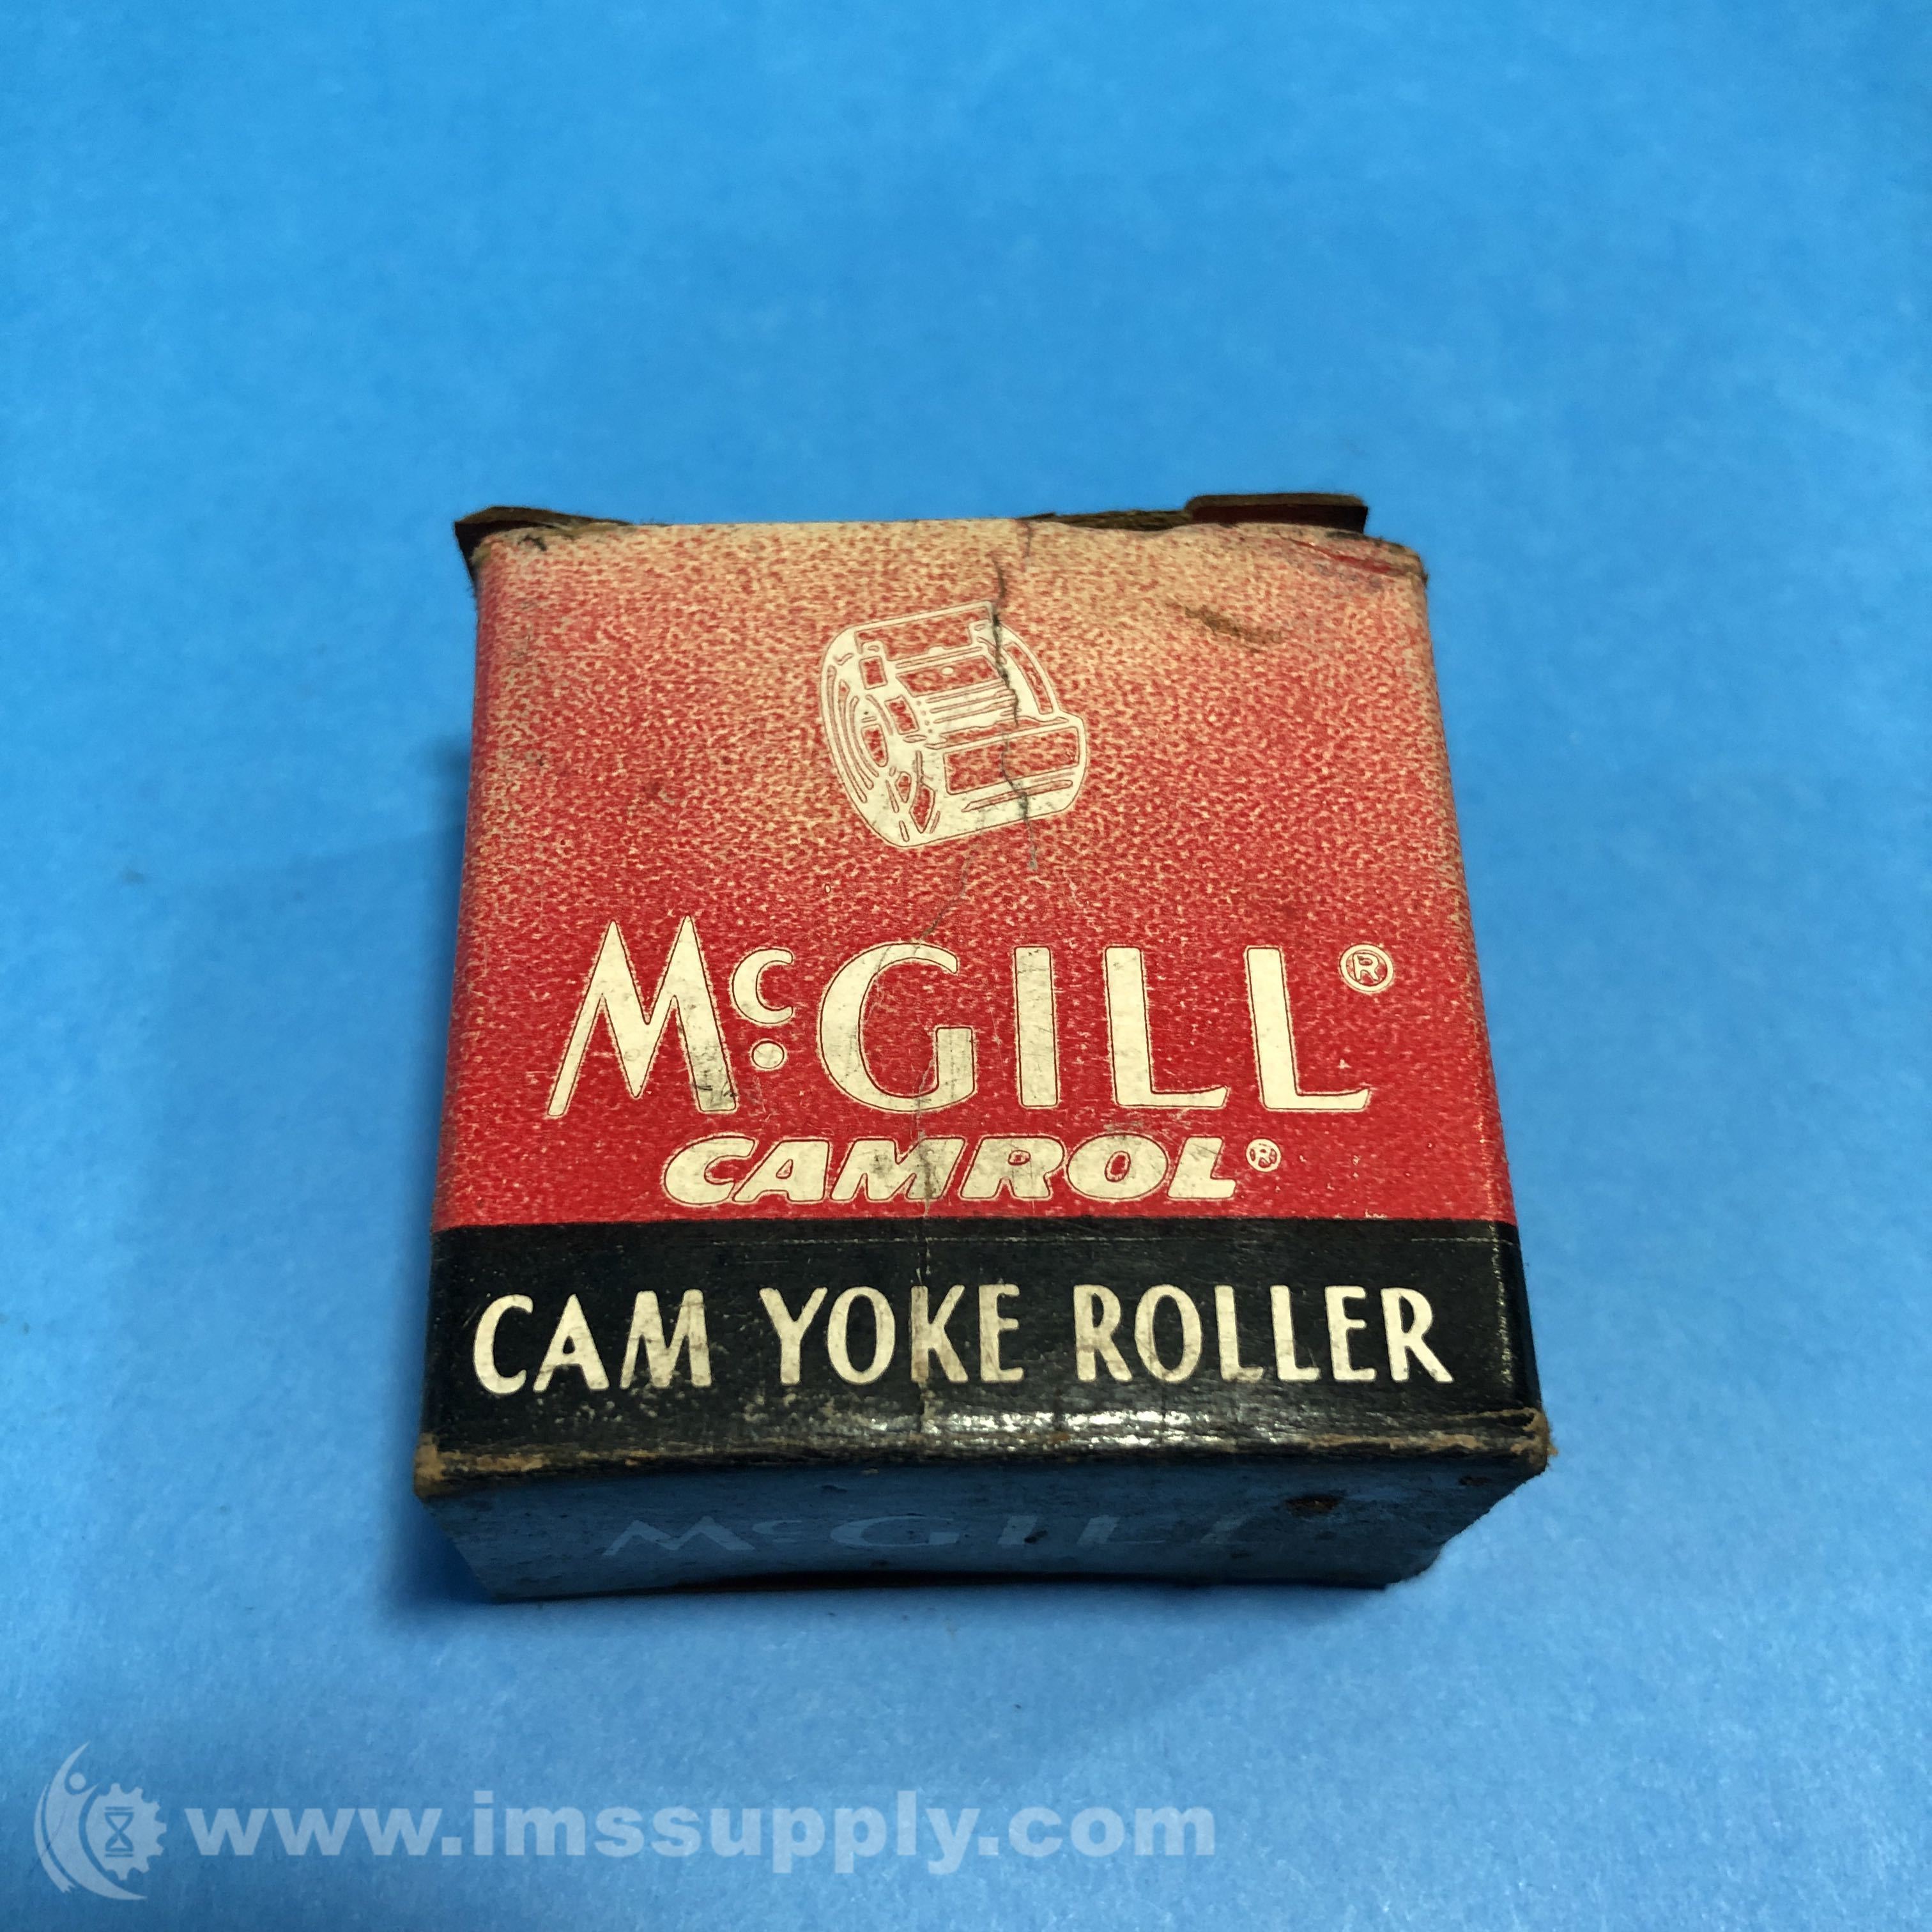 McGILL®
CAMROL®
CAM YOKE ROLLER
McGILL
www.imssupply.com